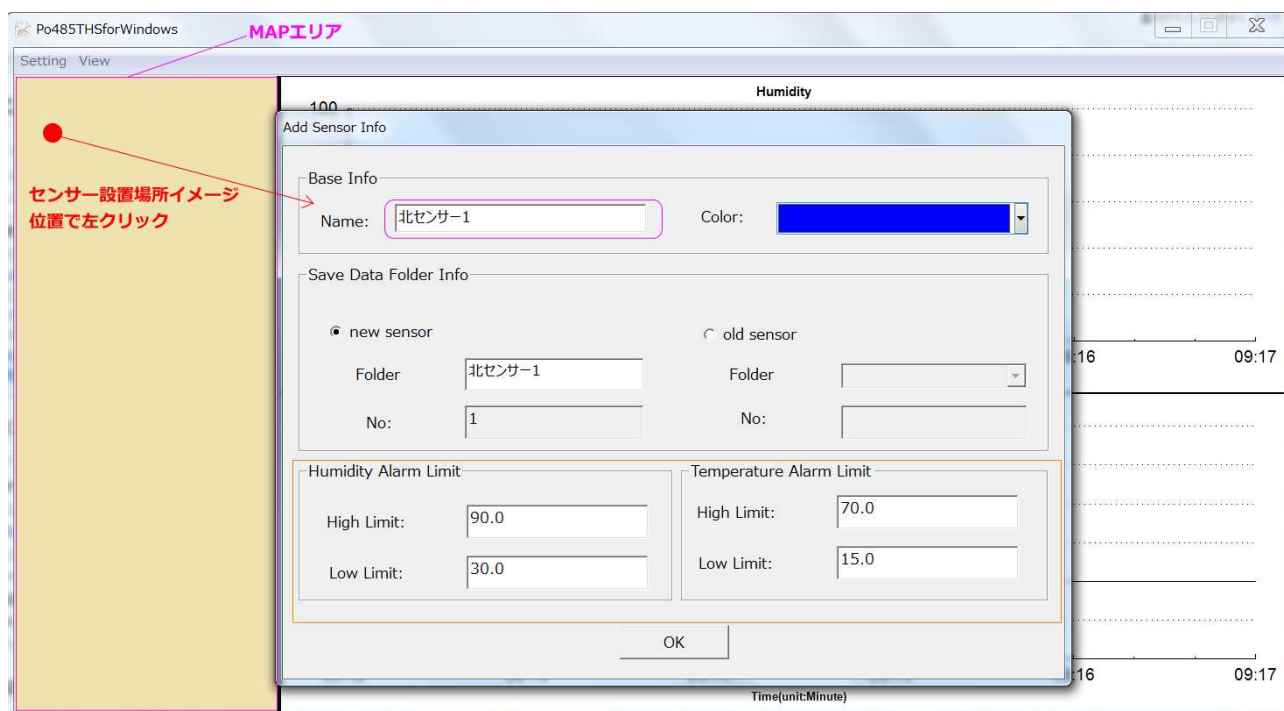 Po485THSforWindows
MAPエリア
Setting View
Humidity
100
Add Sensor Info
Base Info
Name: 北センサー1 Color:
センサー設置場所イメージ
位置で左クリック
Save Data Folder Info
new sensor old sensor
Folder 北センサー1 Folder
No: 1 No:
:16 09:17
Humidity Alarm Limit Temperature Alarm Limit
High Limit: 90.0 High Limit: 70.0
Low Limit: 30.0 Low Limit: 15.0
OK
:16 09:17
Time(unit:Minute)